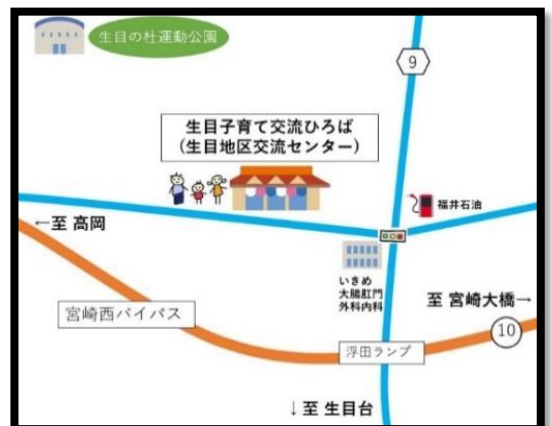 生目の杜運動公園
9
生目子育て交流ひろば
(生目地区交流センター)
福井石油
←至 高岡
いきめ
大腸肛門
外科内科
至 宮崎大橋→
宮崎西バイパス
10
浮田ランプ
↓至 生目台